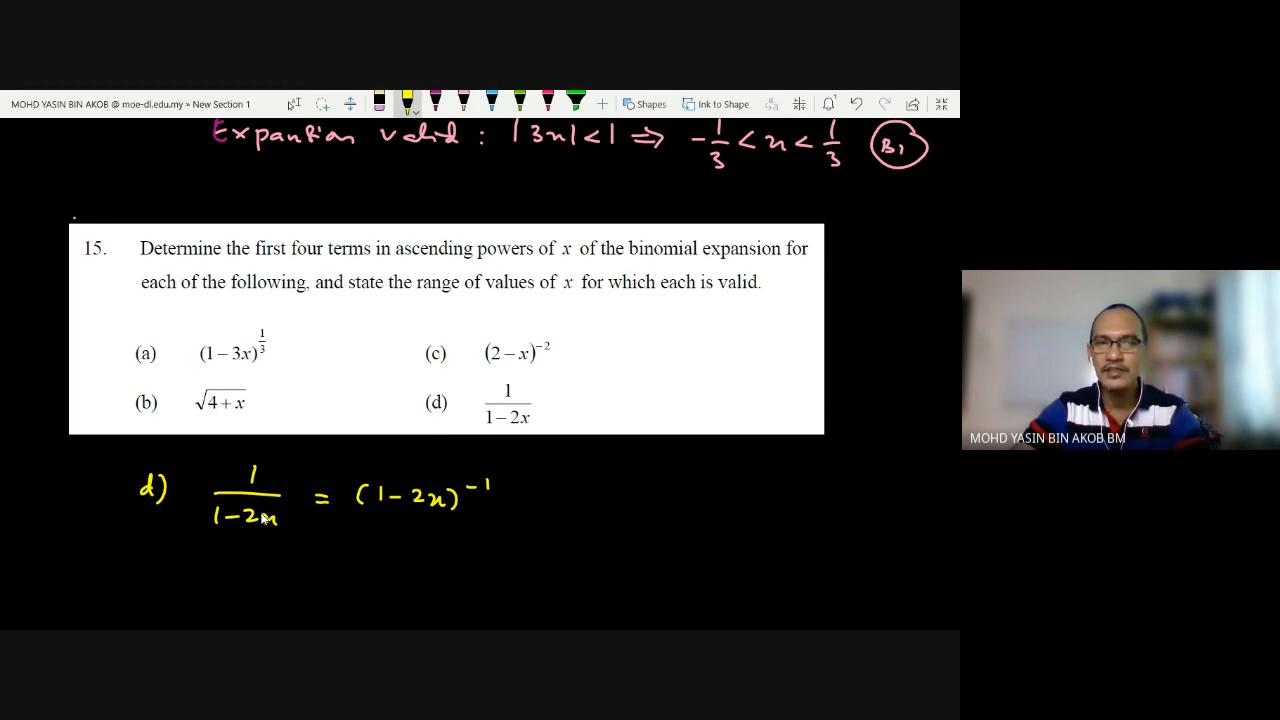 MOHD YASIN BIN AKOB @ moe-dl.edu.my » New Section 1
Shapes Ink to Shape
Expantion valid : |3x| < 1 ⇒ -1/3 < x < 1/3 B1
15. Determine the first four terms in ascending powers of x of the binomial expansion for
each of the following, and state the range of values of x for which each is valid.
(a) (1 – 3x)^(1/3) (c) (2 – x)^–2
(b) √(4 + x) (d) 1/(1 – 2x)
MOHD YASIN BIN AKOB BM
d) 1/(1-2x) = (1-2x)^-1